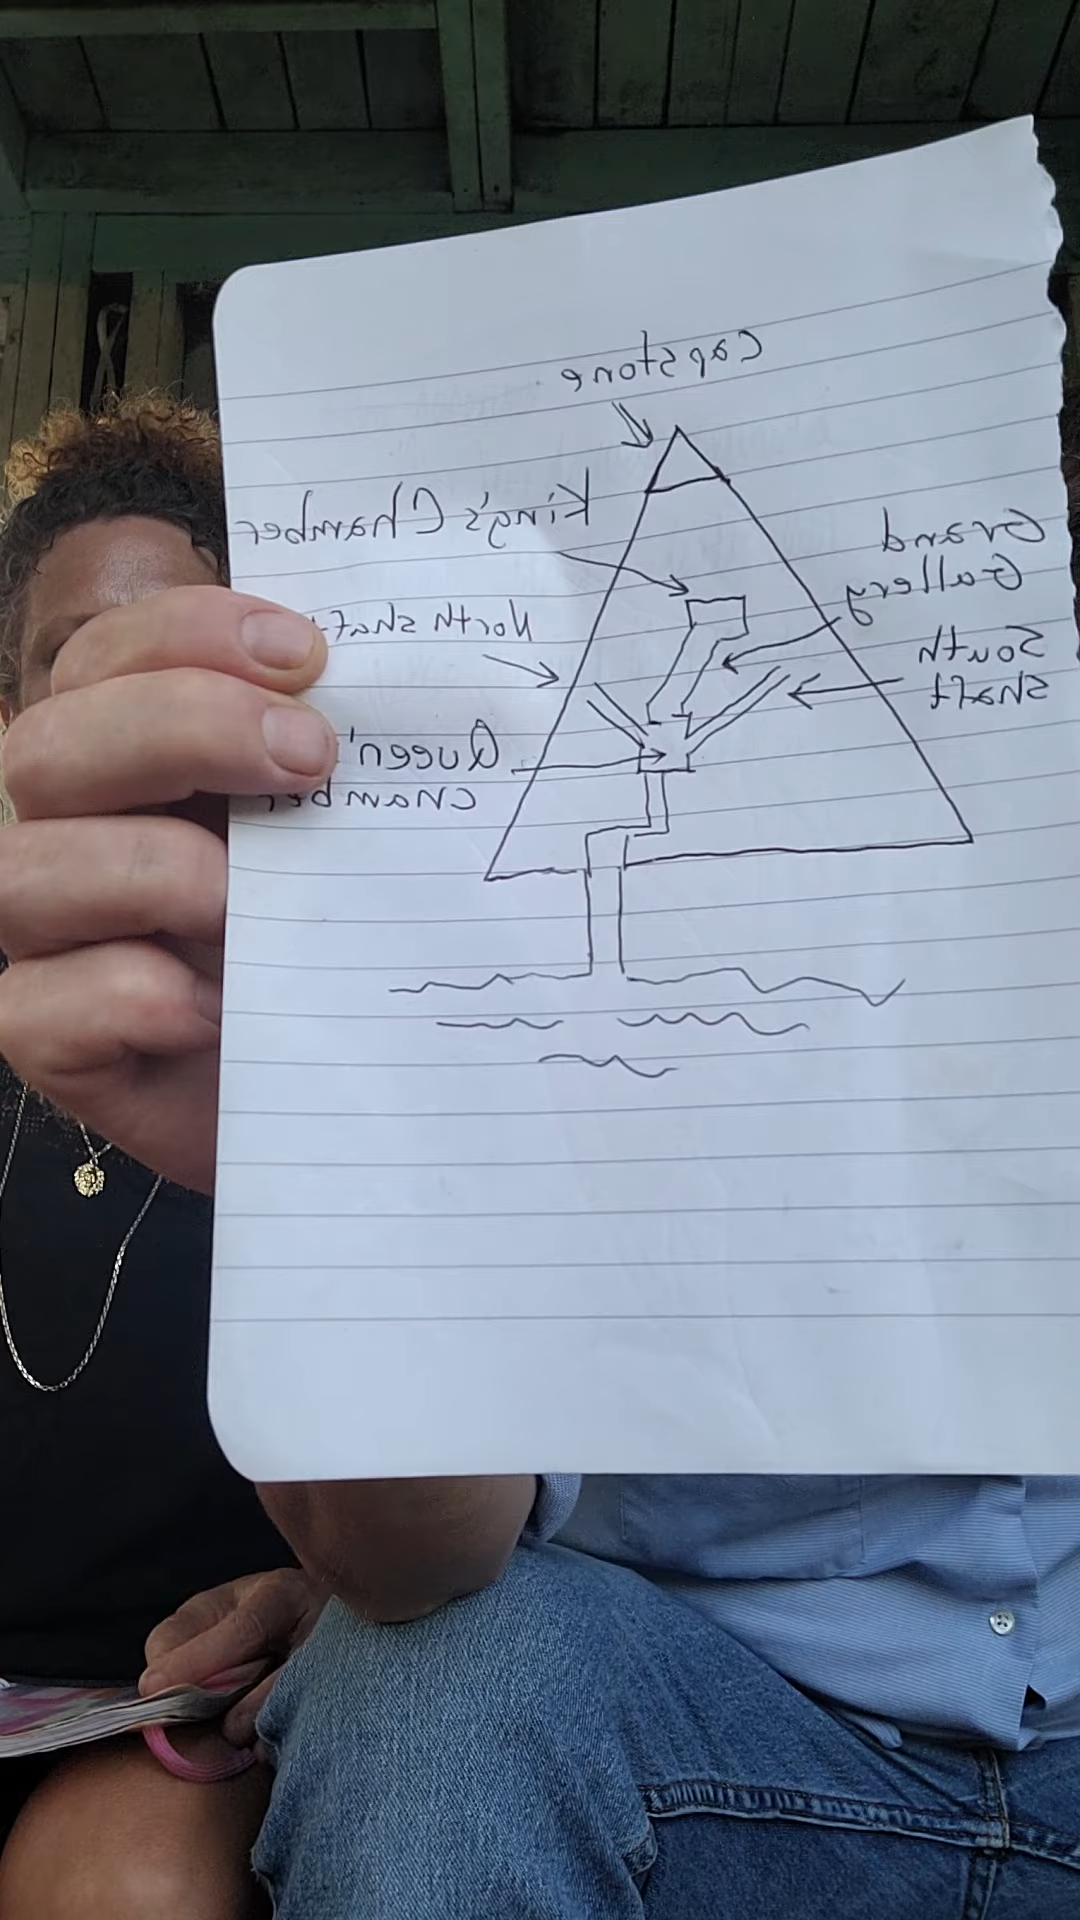 Capstone
King's Chamber
Grand
Gallery
North shaft
South
shaft
Queen'
chamber